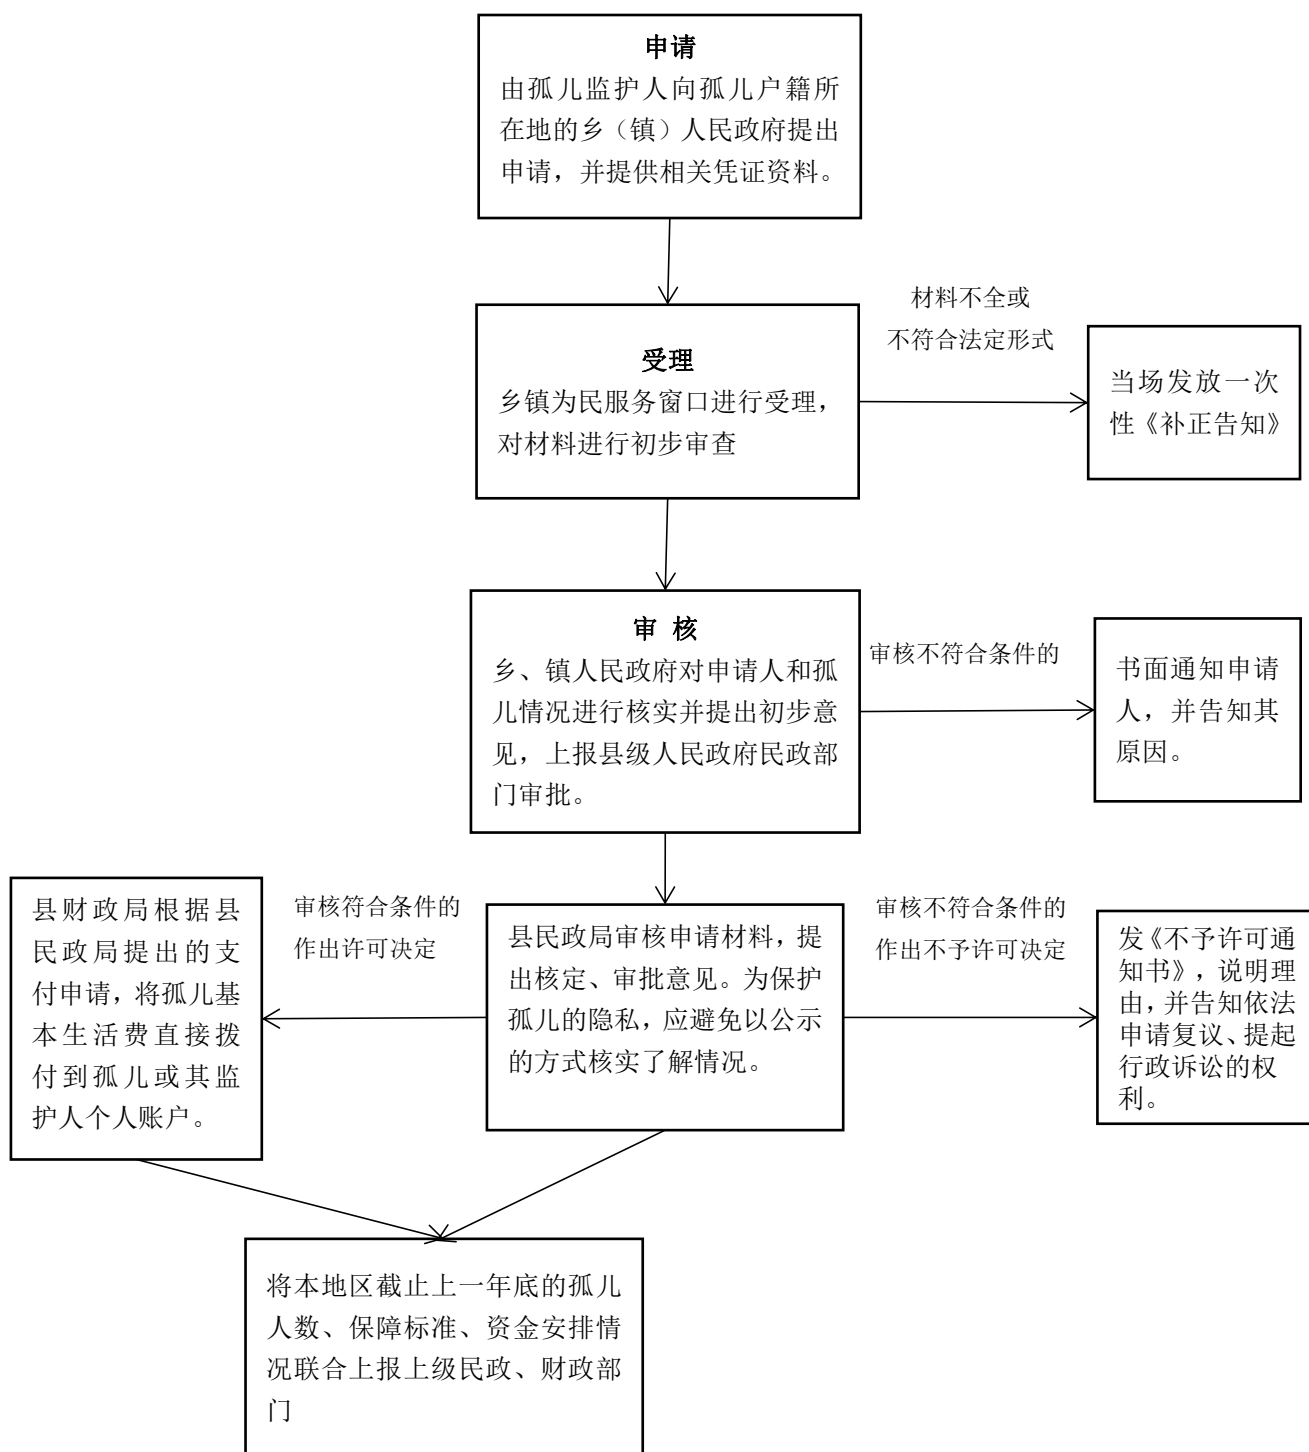 申请
由孤儿监护人向孤儿户籍所
在地的乡（镇）人民政府提出
申请，并提供相关凭证资料。
材料不全或
不符合法定形式
受理
乡镇为民服务窗口进行受理，
对材料进行初步审查
当场发放一次
性《补正告知》
审 核
乡、镇人民政府对申请人和孤
儿情况进行核实并提出初步意
见，上报县级人民政府民政部
门审批。
审核不符合条件的
书面通知申请
人，并告知其
原因。
县财政局根据县
民政局提出的支
付申请，将孤儿基
本生活费直接拨
付到孤儿或其监
护人个人账户。
审核符合条件的
作出许可决定
县民政局审核申请材料，提
出核定、审批意见。为保护
孤儿的隐私，应避免以公示
的方式核实了解情况。
审核不符合条件的
作出不予许可决定
发《不予许可通
知书》，说明理
由，并告知依法
申请复议、提起
行政诉讼的权
利。
将本地区截止上一年底的孤儿
人数、保障标准、资金安排情
况联合上报上级民政、财政部
门